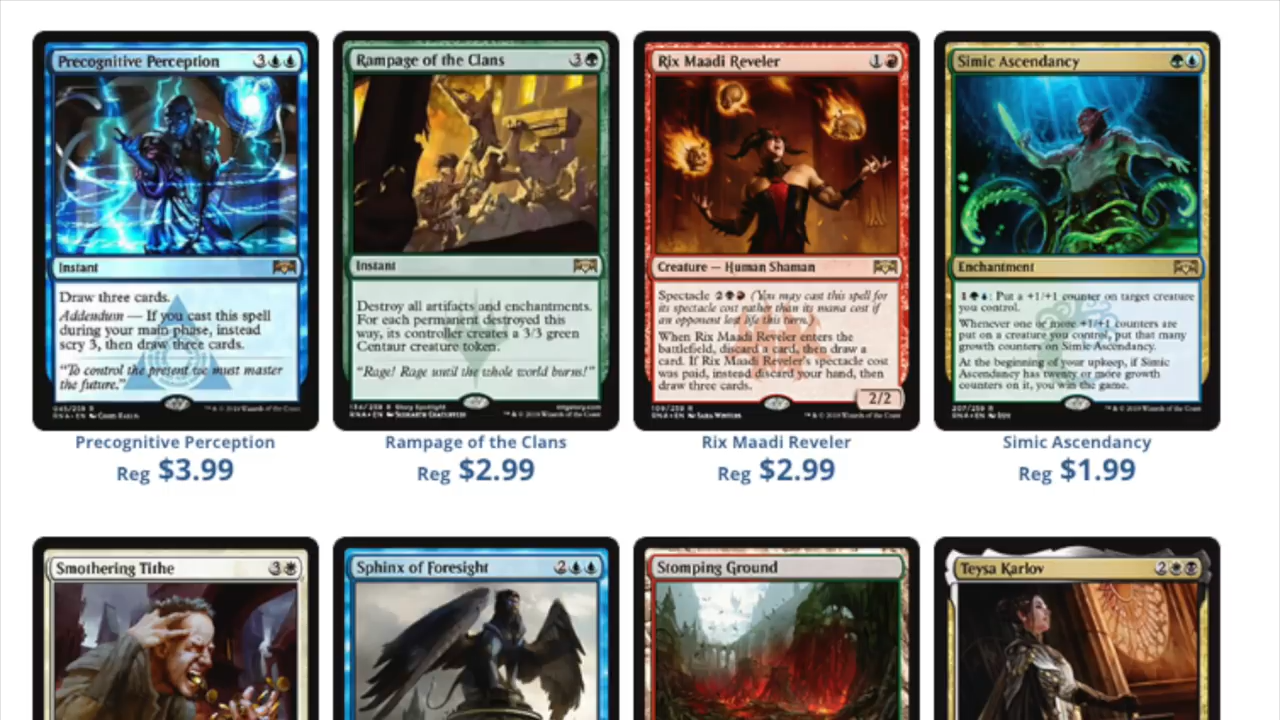 Precognitive Perception 3
Instant
Draw three cards.
Addendum — If you cast this spell
during your main phase, instead
scry 3, then draw three cards.
"To control the present we must master
the future."
Precognitive Perception
Reg $3.99
Rampage of the Clans 3
Instant
Destroy all artifacts and enchantments.
For each permanent destroyed this
way, its controller creates a 3/3 green
Centaur creature token.
"Rage! Rage until the whole world burns!"
Rampage of the Clans
Reg $2.99
Rix Maadi Reveler 1
Creature — Human Shaman
Spectacle 2 (You may cast this spell for
its spectacle cost rather than its mana cost if
an opponent lost life this turn.)
When Rix Maadi Reveler enters the
battlefield, discard a card, then draw a
card. If Rix Maadi Reveler's spectacle cost
was paid, instead discard your hand, then
draw three cards.
2/2
Rix Maadi Reveler
Reg $2.99
Simic Ascendancy
Enchantment
1 : Put a +1/+1 counter on target creature
you control.
Whenever one or more +1/+1 counters are
put on a creature you control, put that many
growth counters on Simic Ascendancy.
At the beginning of your upkeep, if Simic
Ascendancy has twenty or more growth
counters on it, you win the game.
Simic Ascendancy
Reg $1.99
Smothering Tithe 3
Sphinx of Foresight 2
Stomping Ground
Teysa Karlov 2